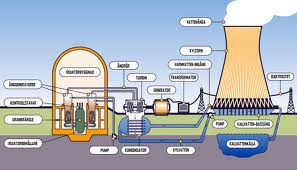 VATTENÅNGA
KYLTORN
REAKTORBYGGNAD
ÅNGRÖR
VARMVATTEN-INGÅNG
ELEKTRICITET
TURBIN
TRANSFORMATOR
ÅNGGENERATORER
GENERATOR
KONTROLLSTAVAR
URANBRÄNSLE
PUMP
KALLVATTEN-BASSÄNG
REAKTORBEHÅLLARE
PUMP
KONDENSATOR
KYLVATTEN
KALLVATTENKÄLLA